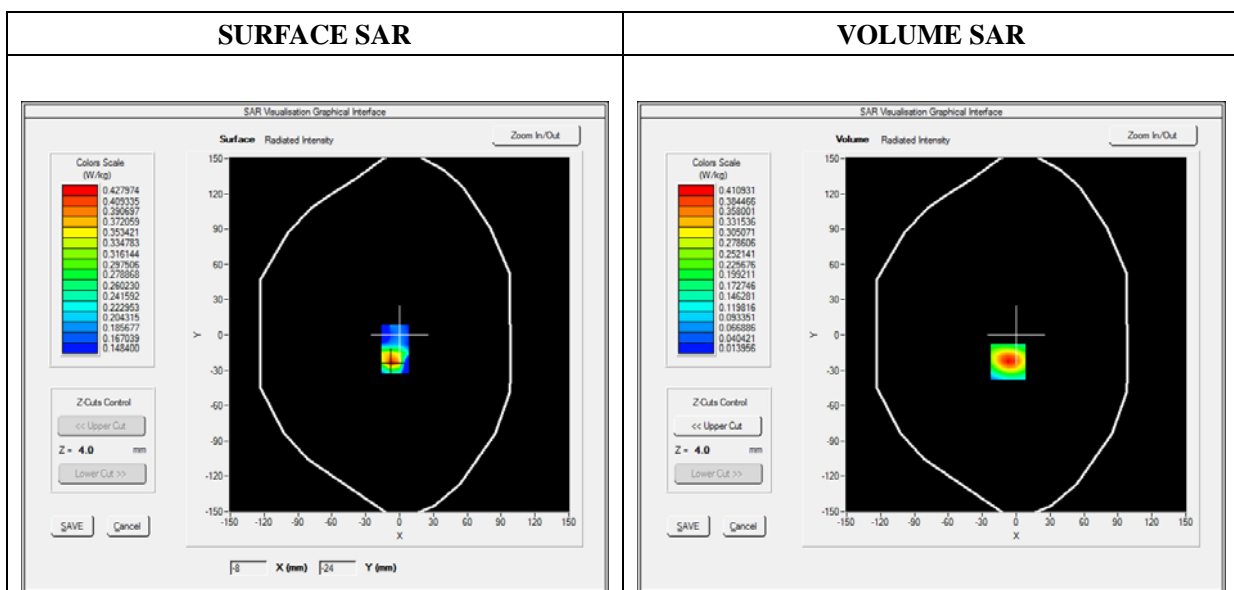 SURFACE SAR
VOLUME SAR
SAR Visualisation Graphical Interface
Surface Radiated Intensity
Zoom In/Out
Colors Scale
(W/kg)
0.427974
0.409335
0.390697
0.372059
0.353421
0.334783
0.316144
0.297506
0.278868
0.260230
0.241592
0.222953
0.204315
0.185677
0.167039
0.148400
Z-Cuts Control
<< Upper Cut
Z = 4.0 mm
Lower Cut >>
SAVE Cancel
150
120
90
60
30
0
-30
-60
-90
-120
-150
Y
-150 -120 -90 -60 -30 0 30 60 90 120 150
X
-8 X (mm) -24 Y (mm)
SAR Visualisation Graphical Interface
Volume Radiated Intensity
Zoom In/Out
Colors Scale
(W/kg)
0.410931
0.384466
0.358001
0.331536
0.305071
0.278606
0.252141
0.225676
0.199211
0.172746
0.146281
0.119816
0.093351
0.066886
0.040421
0.013956
Z-Cuts Control
<< Upper Cut
Z = 4.0 mm
Lower Cut >>
SAVE Cancel
150
120
90
60
30
0
-30
-60
-90
-120
-150
Y
-150 -120 -90 -60 -30 0 30 60 90 120 150
X